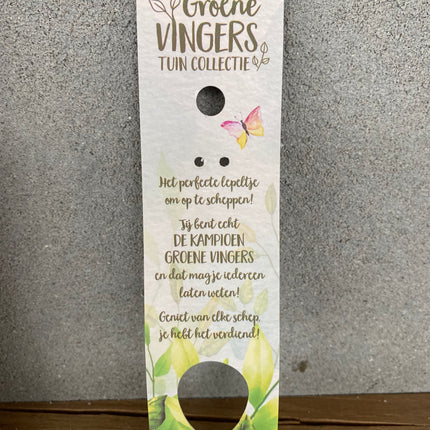 Groene
VINGERS
TUIN COLLECTIE
Het perfecte lepeltje
om op te scheppen!
Jij bent echt
DE KAMPIOEN
GROENE VINGERS
en dat mag je iedereen
laten weten!
Geniet van elke schep,
je hebt het verdiend!